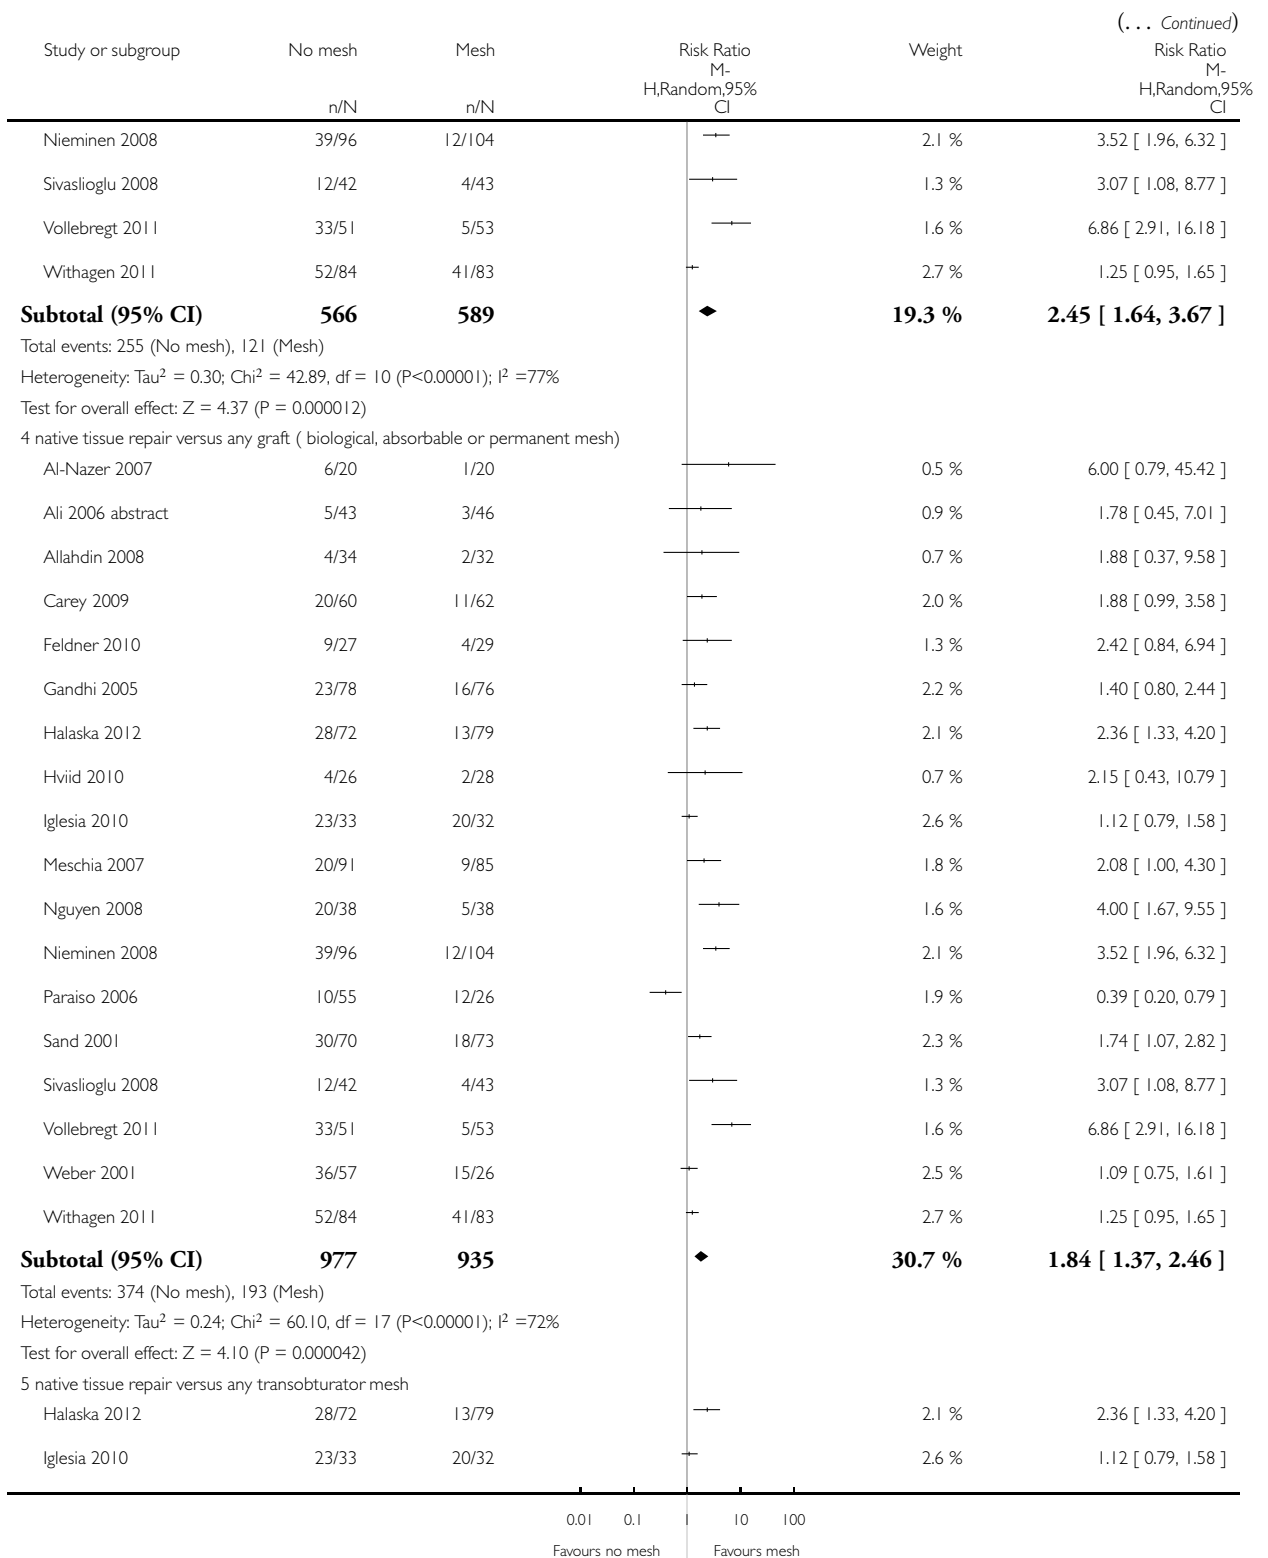 (... Continued)
Study or subgroup No mesh Mesh Risk Ratio Weight Risk Ratio
M- M-
H,Random,95% H,Random,95%
n/N n/N CI CI
Nieminen 2008 39/96 12/104 2.1 % 3.52 [ 1.96, 6.32 ]
Sivaslioglu 2008 12/42 4/43 1.3 % 3.07 [ 1.08, 8.77 ]
Vollebregt 2011 33/51 5/53 1.6 % 6.86 [ 2.91, 16.18 ]
Withagen 2011 52/84 41/83 2.7 % 1.25 [ 0.95, 1.65 ]
Subtotal (95% CI) 566 589 19.3 % 2.45 [ 1.64, 3.67 ]
Total events: 255 (No mesh), 121 (Mesh)
Heterogeneity: Tau² = 0.30; Chi² = 42.89, df = 10 (P<0.00001); I² =77%
Test for overall effect: Z = 4.37 (P = 0.000012)
4 native tissue repair versus any graft ( biological, absorbable or permanent mesh)
Al-Nazer 2007 6/20 1/20 0.5 % 6.00 [ 0.79, 45.42 ]
Ali 2006 abstract 5/43 3/46 0.9 % 1.78 [ 0.45, 7.01 ]
Allahdin 2008 4/34 2/32 0.7 % 1.88 [ 0.37, 9.58 ]
Carey 2009 20/60 11/62 2.0 % 1.88 [ 0.99, 3.58 ]
Feldner 2010 9/27 4/29 1.3 % 2.42 [ 0.84, 6.94 ]
Gandhi 2005 23/78 16/76 2.2 % 1.40 [ 0.80, 2.44 ]
Halaska 2012 28/72 13/79 2.1 % 2.36 [ 1.33, 4.20 ]
Hviid 2010 4/26 2/28 0.7 % 2.15 [ 0.43, 10.79 ]
Iglesia 2010 23/33 20/32 2.6 % 1.12 [ 0.79, 1.58 ]
Meschia 2007 20/91 9/85 1.8 % 2.08 [ 1.00, 4.30 ]
Nguyen 2008 20/38 5/38 1.6 % 4.00 [ 1.67, 9.55 ]
Nieminen 2008 39/96 12/104 2.1 % 3.52 [ 1.96, 6.32 ]
Paraiso 2006 10/55 12/26 1.9 % 0.39 [ 0.20, 0.79 ]
Sand 2001 30/70 18/73 2.3 % 1.74 [ 1.07, 2.82 ]
Sivaslioglu 2008 12/42 4/43 1.3 % 3.07 [ 1.08, 8.77 ]
Vollebregt 2011 33/51 5/53 1.6 % 6.86 [ 2.91, 16.18 ]
Weber 2001 36/57 15/26 2.5 % 1.09 [ 0.75, 1.61 ]
Withagen 2011 52/84 41/83 2.7 % 1.25 [ 0.95, 1.65 ]
Subtotal (95% CI) 977 935 30.7 % 1.84 [ 1.37, 2.46 ]
Total events: 374 (No mesh), 193 (Mesh)
Heterogeneity: Tau² = 0.24; Chi² = 60.10, df = 17 (P<0.00001); I² =72%
Test for overall effect: Z = 4.10 (P = 0.000042)
5 native tissue repair versus any transobturator mesh
Halaska 2012 28/72 13/79 2.1 % 2.36 [ 1.33, 4.20 ]
Iglesia 2010 23/33 20/32 2.6 % 1.12 [ 0.79, 1.58 ]
0.01 0.1 1 10 100
Favours no mesh Favours mesh